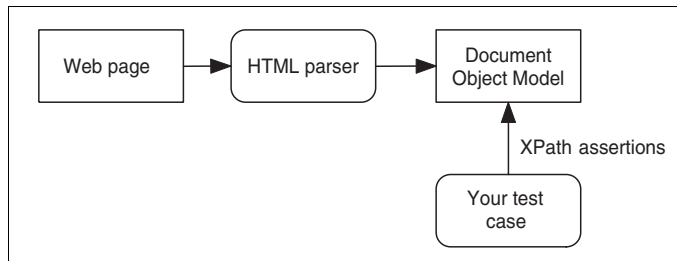 Web page
HTML parser
Document
Object Model
XPath assertions
Your test
case